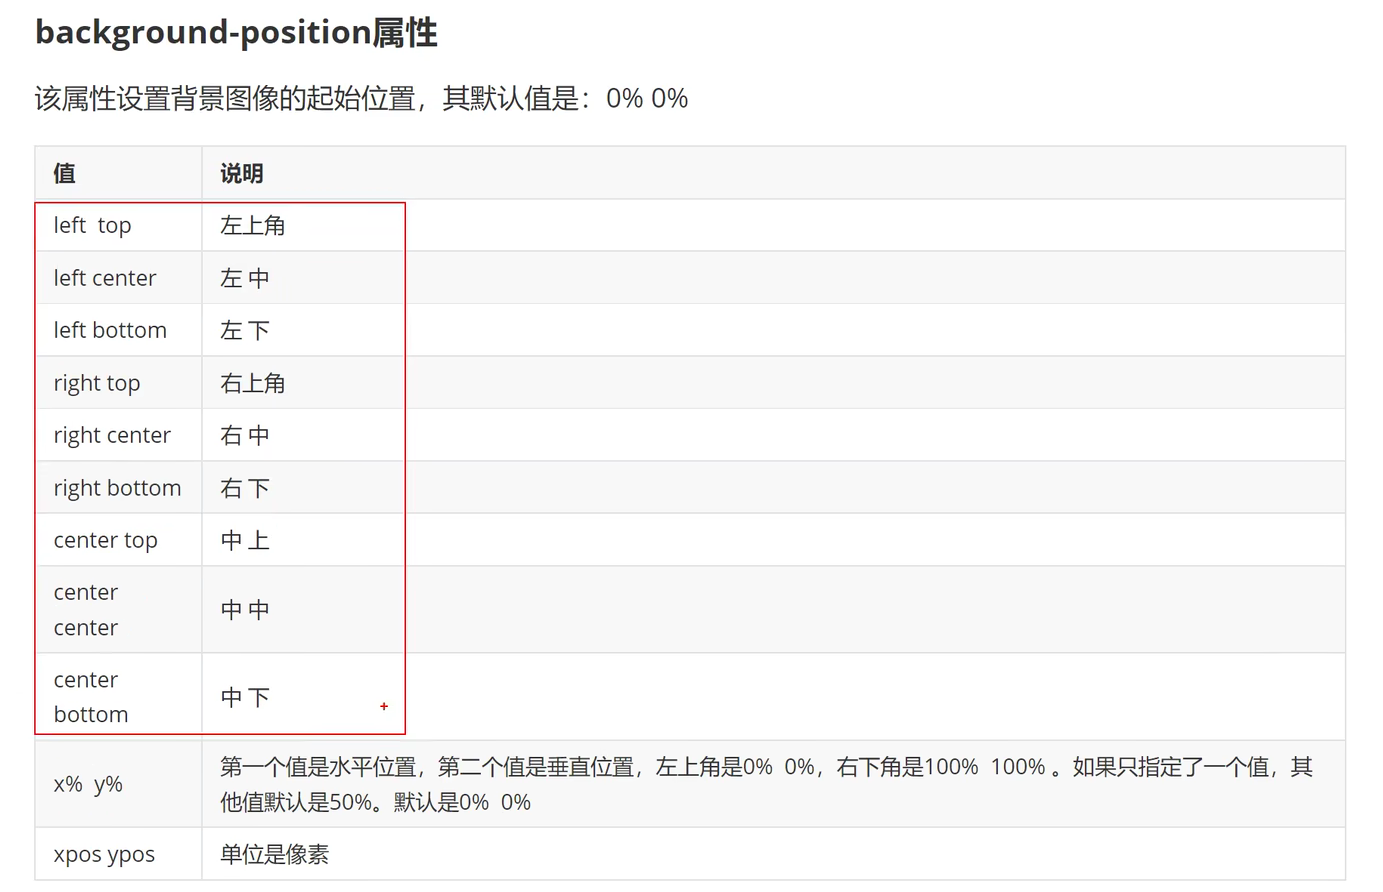 background-position属性
该属性设置背景图像的起始位置，其默认值是：0% 0%
值 说明
left  top 左上角
left center 左 中
left bottom 左 下
right top 右上角
right center 右 中
right bottom 右 下
center top 中 上
center
center
中 中
center
bottom
中 下
x%  y%
第一个值是水平位置，第二个值是垂直位置，左上角是0%  0%，右下角是100%  100% 。如果只指定了一个值，其
他值默认是50%。默认是0%  0%
xpos ypos 单位是像素